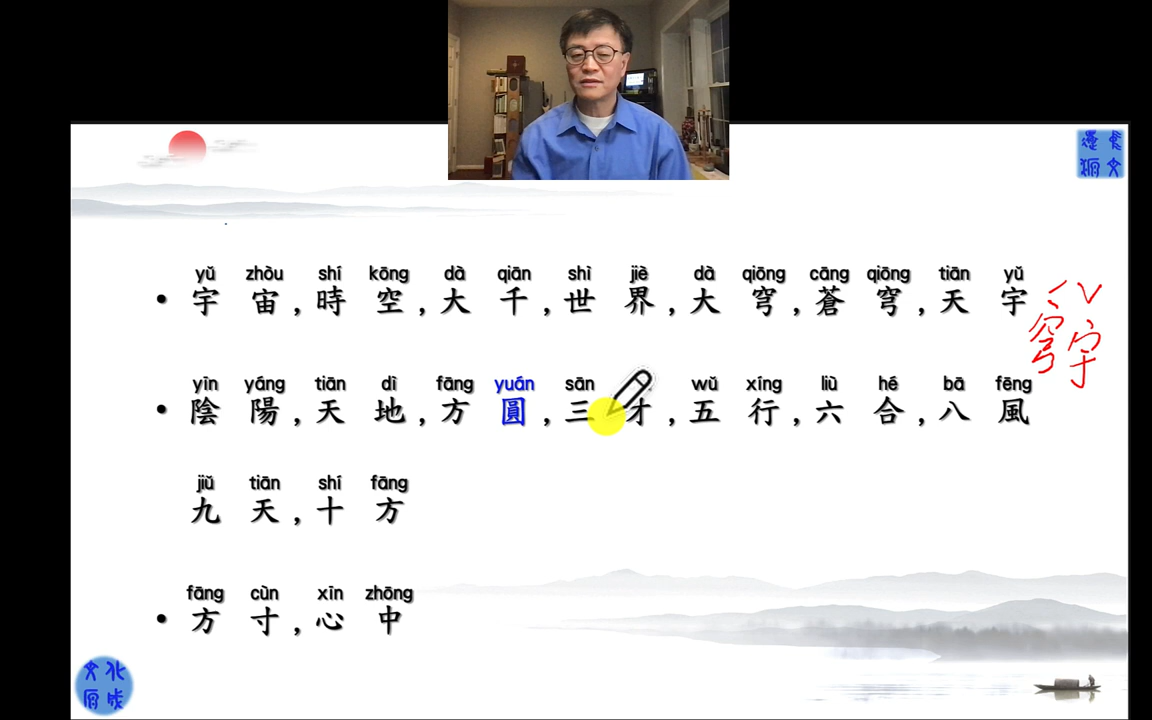 yǔ zhòu shí kōng dà qiān shì jiè dà qióng cāng qióng tiān yǔ
• 宇宙,時空,大千,世界,大穹,蒼穹,天宇
yīn yáng tiān dì fāng yuán sān wǔ xíng liù hé bā fēng
• 陰陽,天地,方圓,三才,五行,六合,八風
jiǔ tiān shí fāng
九天,十方
fāng cùn xīn zhōng
• 方寸,心中
穹宇